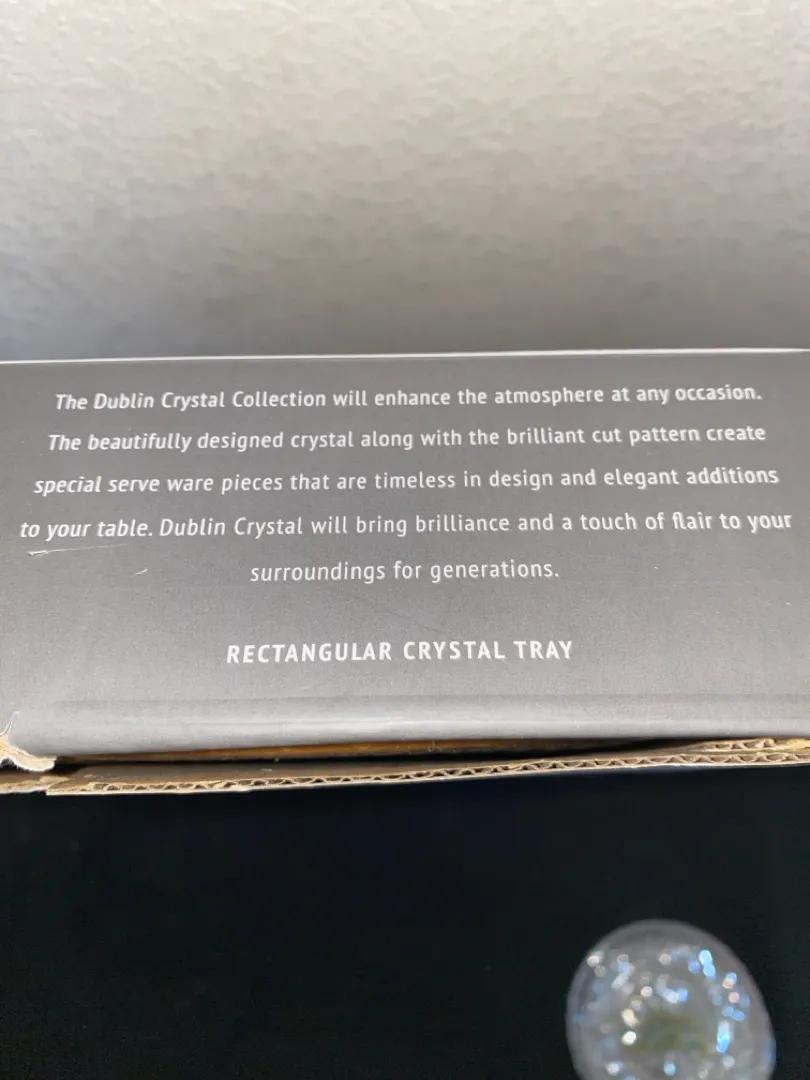 The Dublin Crystal Collection will enhance the atmosphere at any occasion.
The beautifully designed crystal along with the brilliant cut pattern create
special serve ware pieces that are timeless in design and elegant additions
to your table. Dublin Crystal will bring brilliance and a touch of flair to your
surroundings for generations.
RECTANGULAR CRYSTAL TRAY